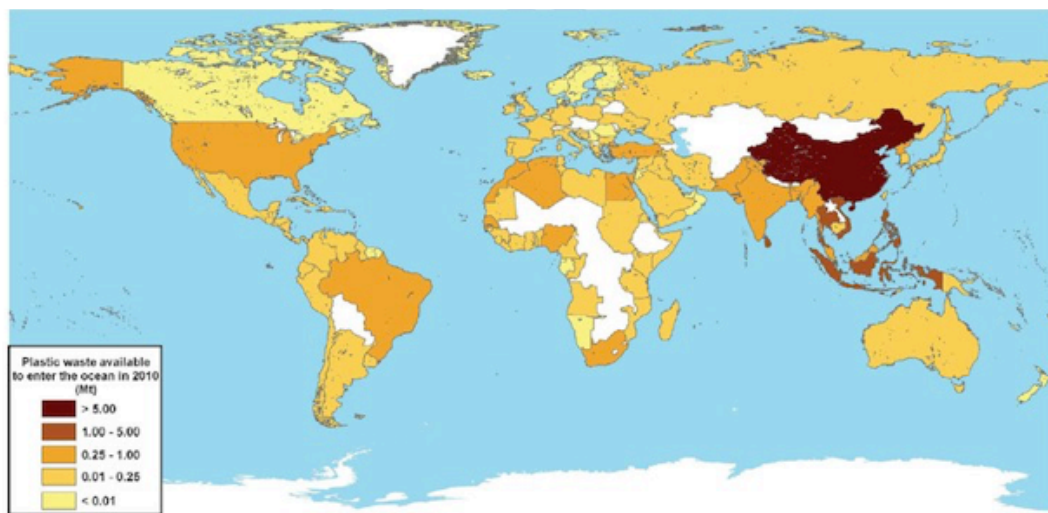 Plastic waste available
to enter the ocean in 2010
(Mt)
> 5.00
1.00 - 5.00
0.25 - 1.00
0.01 - 0.25
< 0.01